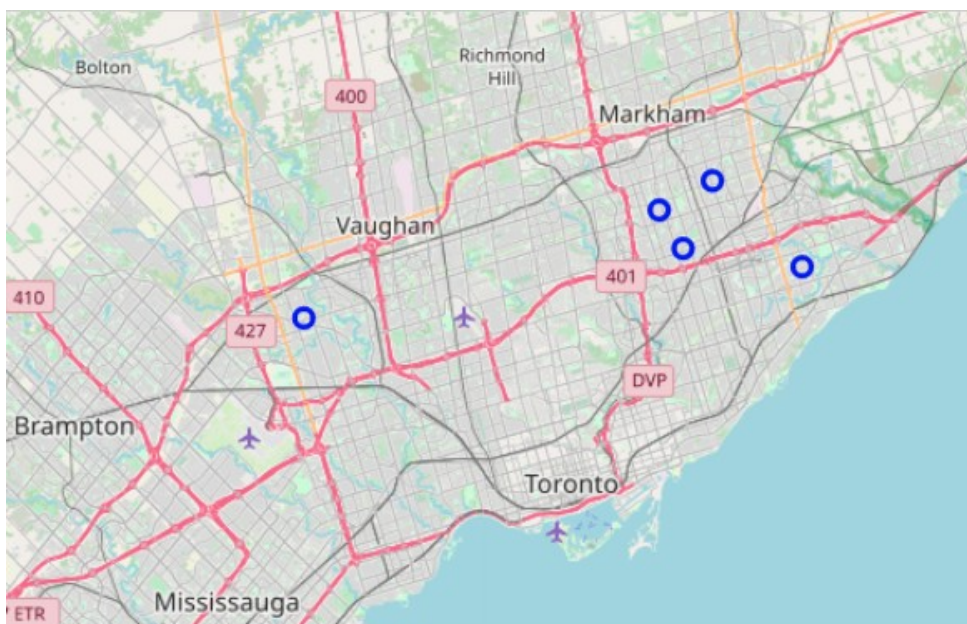 Bolton
Richmond
Hill
400
Markham
Vaughan
401
410
427
DVP
Brampton
Toronto
Mississauga
ETR